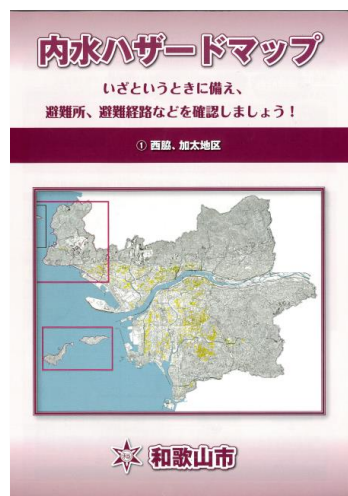 内水ハザードマップ
いざというときに備え、
避難所、避難経路などを確認しましょう！
① 西脇、加太地区
和歌山市